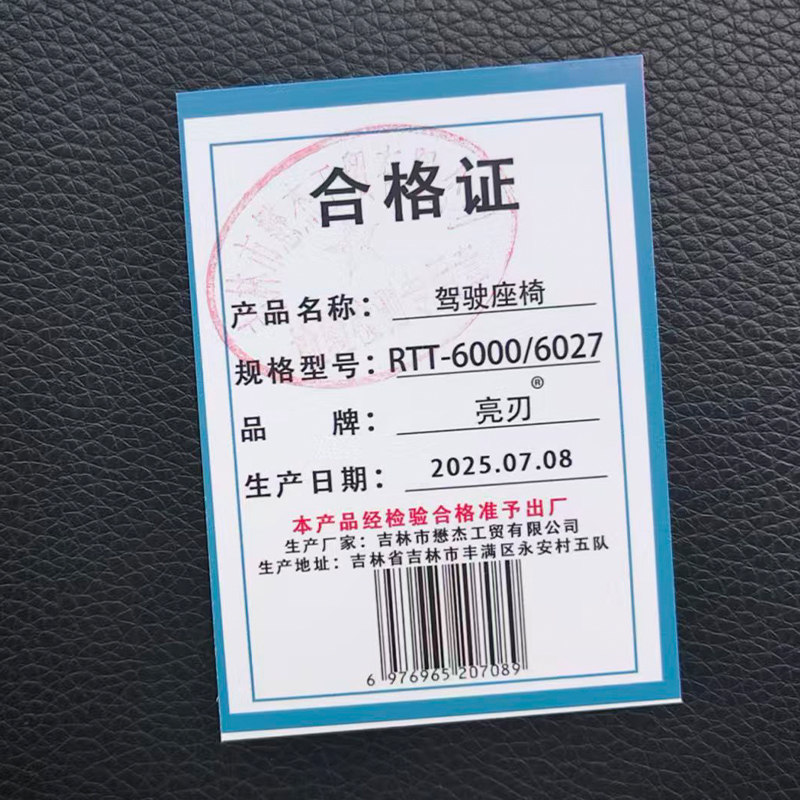 合格证
产品名称：驾驶座椅
规格型号：RTT-6000/6027
品 牌：亮刃®
生产日期：2025.07.08
本产品经检验合格准予出厂
生产厂家：吉林市懋杰工贸有限公司
生产地址：吉林省吉林市丰满区永安村五队
6 976965 207089